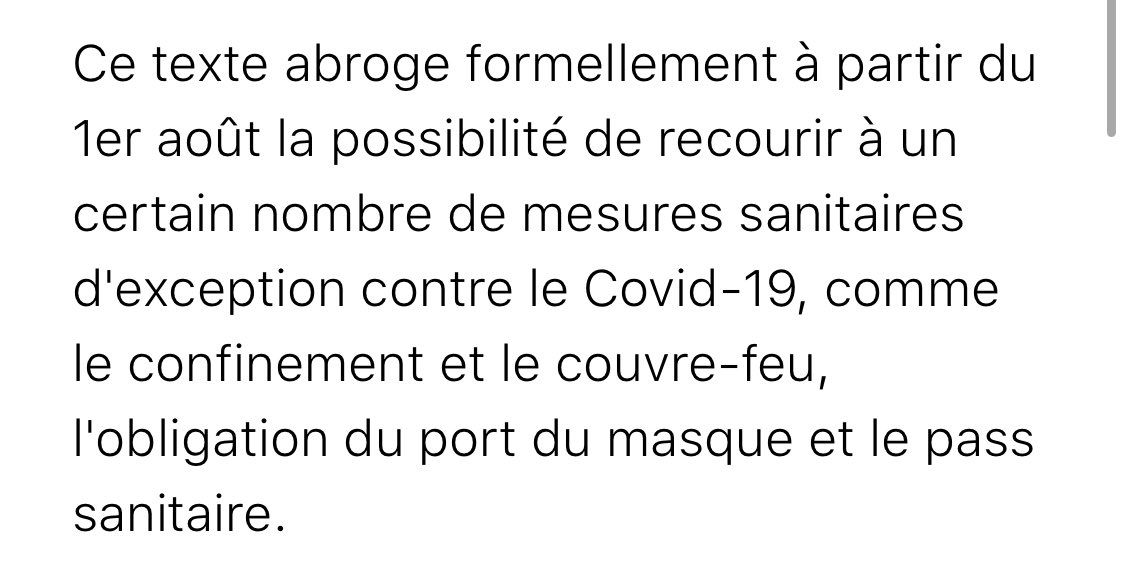 Ce texte abroge formellement à partir du
1er août la possibilité de recourir à un
certain nombre de mesures sanitaires
d'exception contre le Covid-19, comme
le confinement et le couvre-feu,
l'obligation du port du masque et le pass
sanitaire.